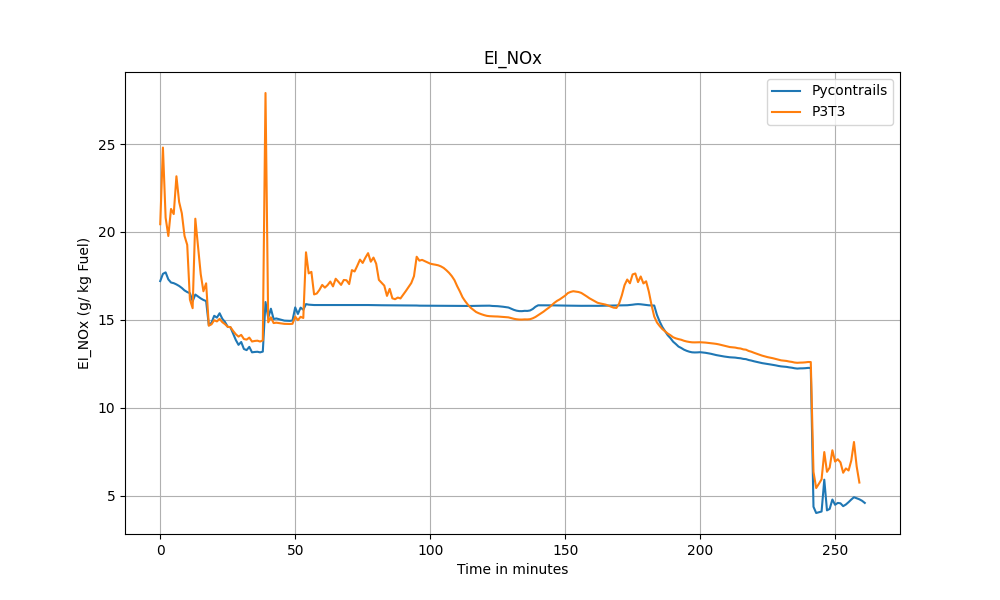 EI_NOx
Pycontrails
P3T3
EI_NOx (g/ kg Fuel)
25
20
15
10
5
0 50 100 150 200 250
Time in minutes